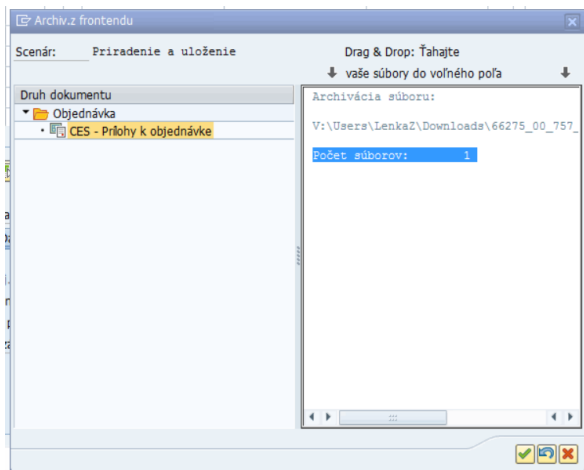 Archiv.z frontendu
Scenár: Priradenie a uloženie
Drag & Drop: Ťahajte
vaše súbory do voľného poľa
Druh dokumentu
Objednávka
CES - Prílohy k objednávke
Archivácia súboru:
V:\Users\LenkaZ\Downloads\66275_00_757_
Počet súborov: 1